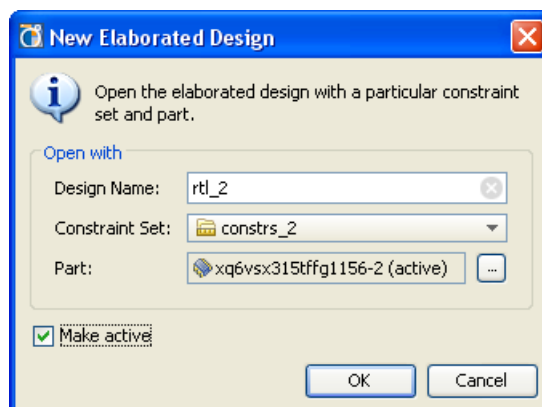 New Elaborated Design
Open the elaborated design with a particular constraint
set and part.
Open with
Design Name: rtl_2
Constraint Set: constrs_2
Part: xq6vsx315tffg1156-2 (active) ...
Make active
OK Cancel